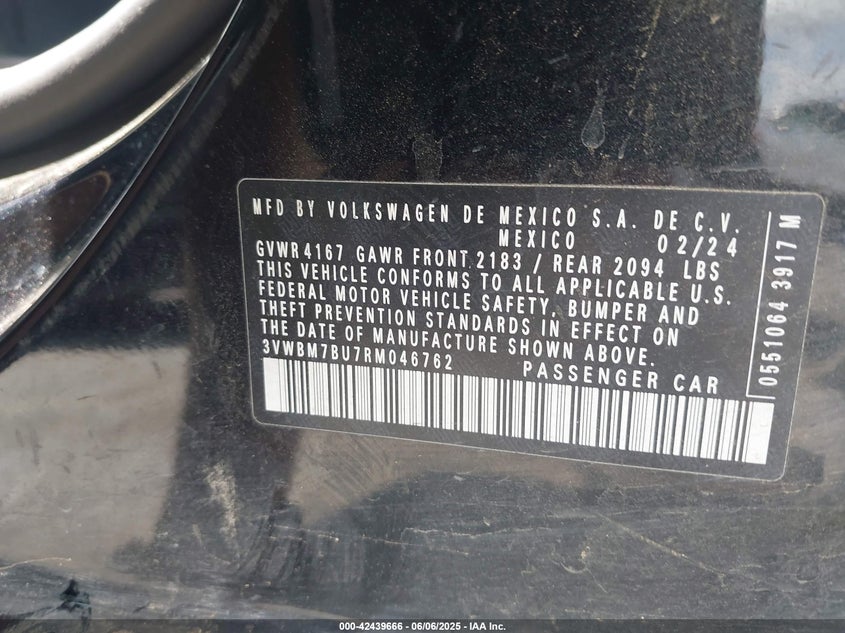 MFD BY VOLKSWAGEN DE MEXICO S.A. DE C.V.
MEXICO 02/24
GVWR 4167 GAWR FRONT 2183 / REAR 2094 LBS
THIS VEHICLE CONFORMS TO ALL APPLICABLE U.S.
FEDERAL MOTOR VEHICLE SAFETY, BUMPER AND
THEFT PREVENTION STANDARDS IN EFFECT ON
THE DATE OF MANUFACTURE SHOWN ABOVE.
3VWBM7BU7RM046762 PASSENGER CAR
0551064 3917 M
000-42439666 - 06/06/2025 - IAA Inc.